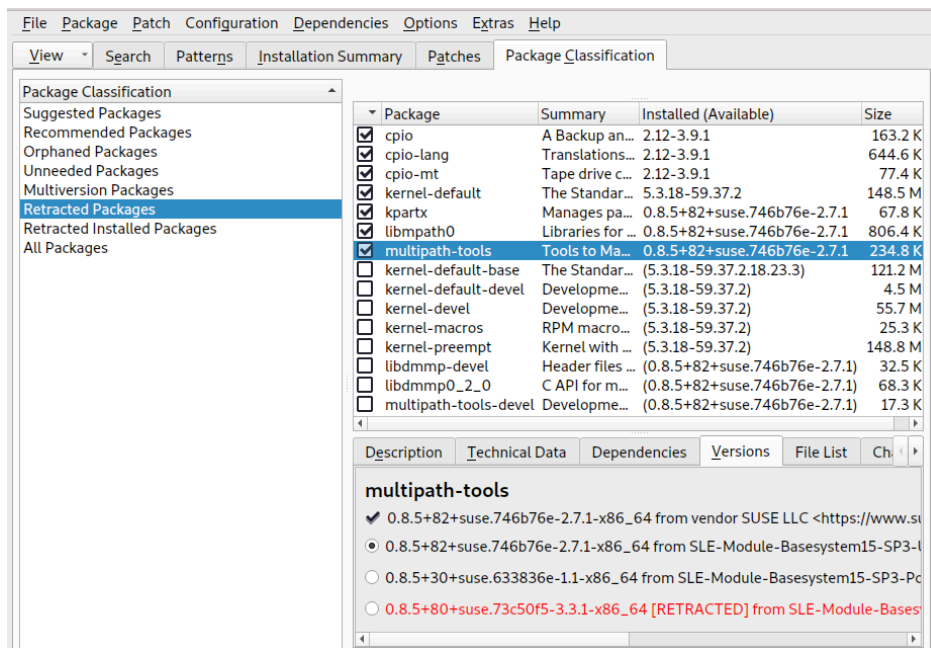 File Package Patch Configuration Dependencies Options Extras Help
View Search Patterns Installation Summary Patches Package Classification
Package Classification
Suggested Packages
Recommended Packages
Orphaned Packages
Unneeded Packages
Multiversion Packages
Retracted Packages
Retracted Installed Packages
All Packages
Package Summary Installed (Available) Size
cpio A Backup an... 2.12-3.9.1 163.2 K
cpio-lang Translations... 2.12-3.9.1 644.6 K
cpio-mt Tape drive c... 2.12-3.9.1 77.4 K
kernel-default The Standar... 5.3.18-59.37.2 148.5 M
kpartx Manages pa... 0.8.5+82+suse.746b76e-2.7.1 67.8 K
libmpath0 Libraries for ... 0.8.5+82+suse.746b76e-2.7.1 806.4 K
multipath-tools Tools to Ma... 0.8.5+82+suse.746b76e-2.7.1 234.8 K
kernel-default-base The Standar... (5.3.18-59.37.2.18.23.3) 121.2 M
kernel-default-devel Developme... (5.3.18-59.37.2) 4.5 M
kernel-devel Developme... (5.3.18-59.37.2) 55.7 M
kernel-macros RPM macro... (5.3.18-59.37.2) 25.3 K
kernel-preempt Kernel with ... (5.3.18-59.37.2) 148.8 M
libdmmp-devel Header files ... (0.8.5+82+suse.746b76e-2.7.1) 32.5 K
libdmmp0_2_0 C API for m... (0.8.5+82+suse.746b76e-2.7.1) 68.3 K
multipath-tools-devel Developme... (0.8.5+82+suse.746b76e-2.7.1) 17.3 K
Description Technical Data Dependencies Versions File List Ch
multipath-tools
0.8.5+82+suse.746b76e-2.7.1-x86_64 from vendor SUSE LLC <https://www.su
0.8.5+82+suse.746b76e-2.7.1-x86_64 from SLE-Module-Basesystem15-SP3-U
0.8.5+30+suse.633836e-1.1-x86_64 from SLE-Module-Basesystem15-SP3-Po
0.8.5+80+suse.73c50f5-3.3.1-x86_64 [RETRACTED] from SLE-Module-Basesy